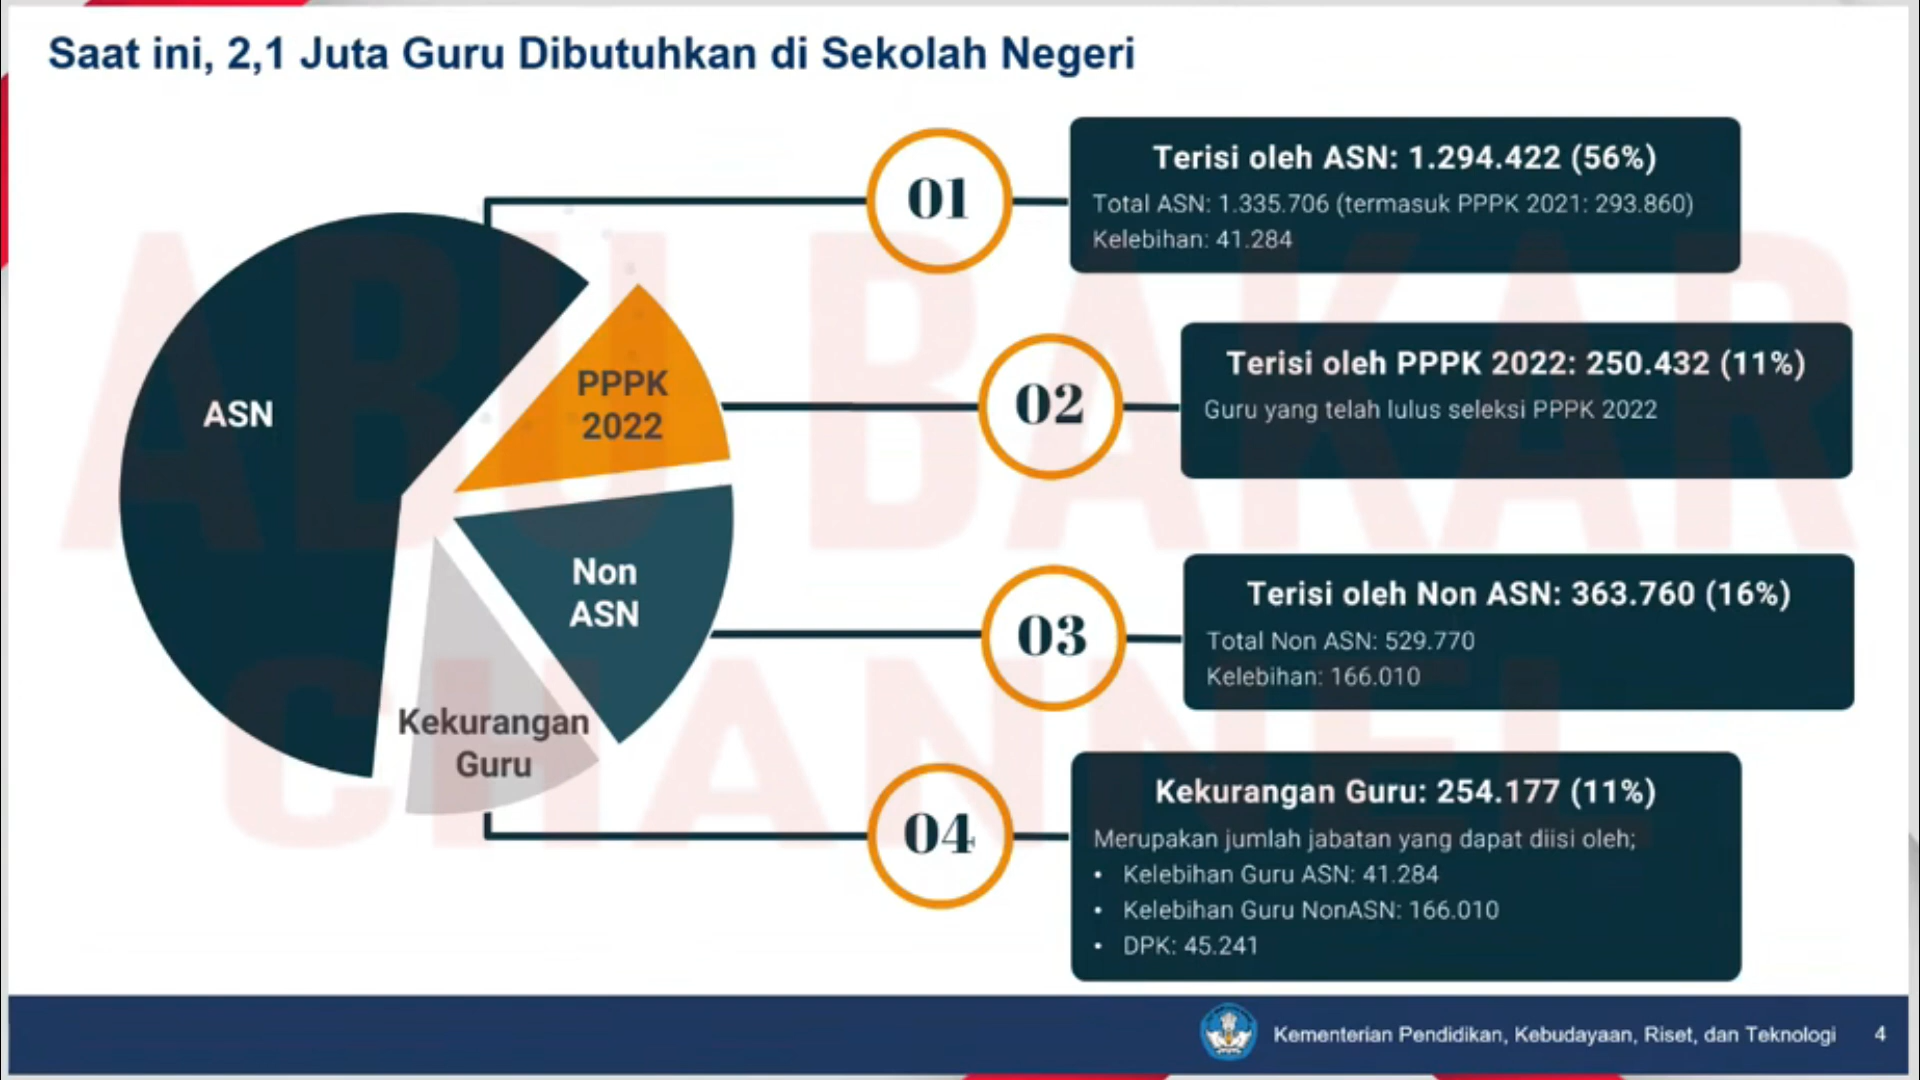 Saat ini, 2,1 Juta Guru Dibutuhkan di Sekolah Negeri
ASN
PPPK
2022
Non
ASN
Kekurangan
Guru
01
Terisi oleh ASN: 1.294.422 (56%)
Total ASN: 1.335.706 (termasuk PPPK 2021: 293.860)
Kelebihan: 41.284
02
Terisi oleh PPPK 2022: 250.432 (11%)
Guru yang telah lulus seleksi PPPK 2022
03
Terisi oleh Non ASN: 363.760 (16%)
Total Non ASN: 529.770
Kelebihan: 166.010
04
Kekurangan Guru: 254.177 (11%)
Merupakan jumlah jabatan yang dapat diisi oleh;
• Kelebihan Guru ASN: 41.284
• Kelebihan Guru NonASN: 166.010
• DPK: 45.241
ABU BAKAR
CHANNEL
Kementerian Pendidikan, Kebudayaan, Riset, dan Teknologi 4